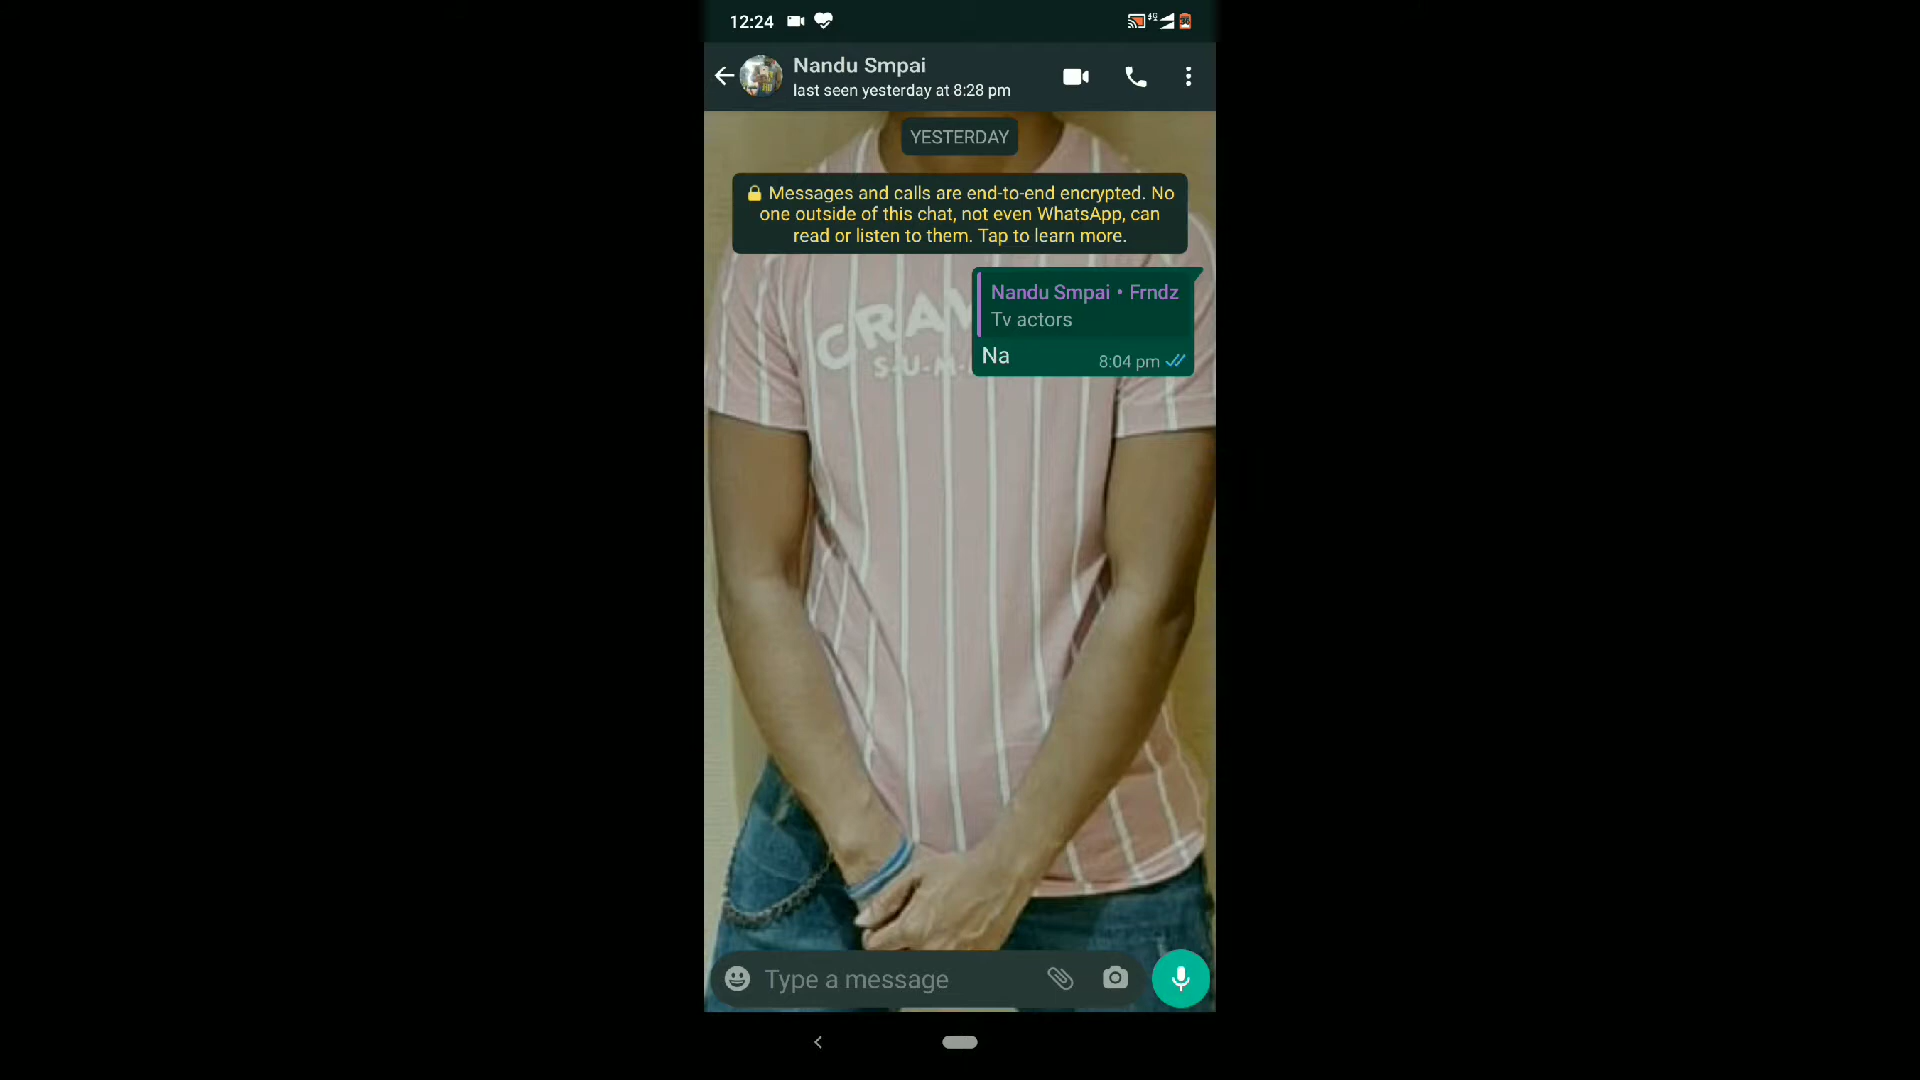 12:24
4G
Nandu Smpai
last seen yesterday at 8:28 pm
YESTERDAY
Messages and calls are end-to-end encrypted. No
one outside of this chat, not even WhatsApp, can
read or listen to them. Tap to learn more.
Nandu Smpai • Frndz
Tv actors
Na
8:04 pm
CRAW
S-U-M-
Type a message